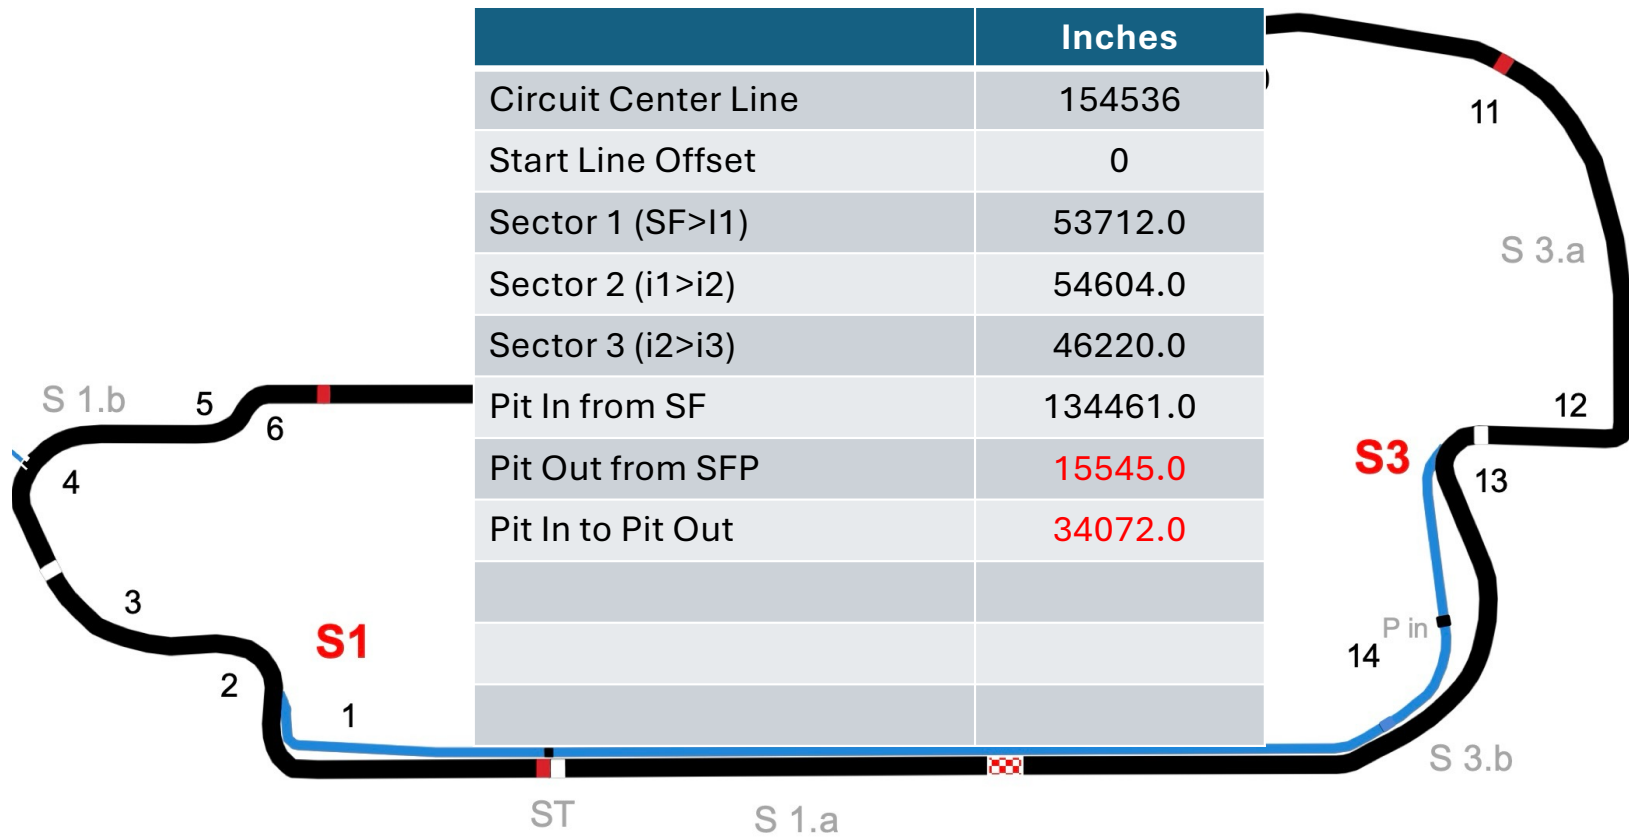 Inches
Circuit Center Line 154536
Start Line Offset 0
Sector 1 (SF>I1) 53712.0
Sector 2 (i1>i2) 54604.0
Sector 3 (i2>i3) 46220.0
Pit In from SF 134461.0
Pit Out from SFP 15545.0
Pit In to Pit Out 34072.0
11
S 3.a
S 1.b
5
6
12
4
S3
13
3
S1
P in
14
2
1
S 3.b
ST
S 1.a